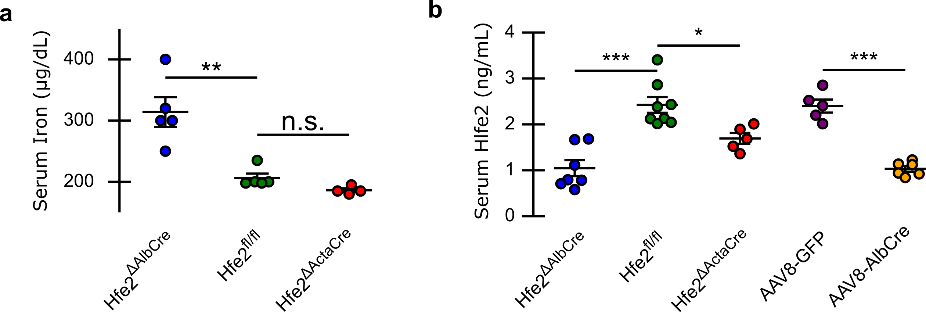 a
Serum Iron (µg/dL)
400
300
200
**
n.s.
Hfe2ΔAlbCre
Hfe2fl/fl
Hfe2ΔActaCre
b
Serum Hlfe2 (ng/mL)
4
3
2
1
0
***
*
***
Hfe2ΔAlbCre
Hfe2fl/fl
Hfe2ΔActaCre
AAV8-GFP
AAV8-AlbCre